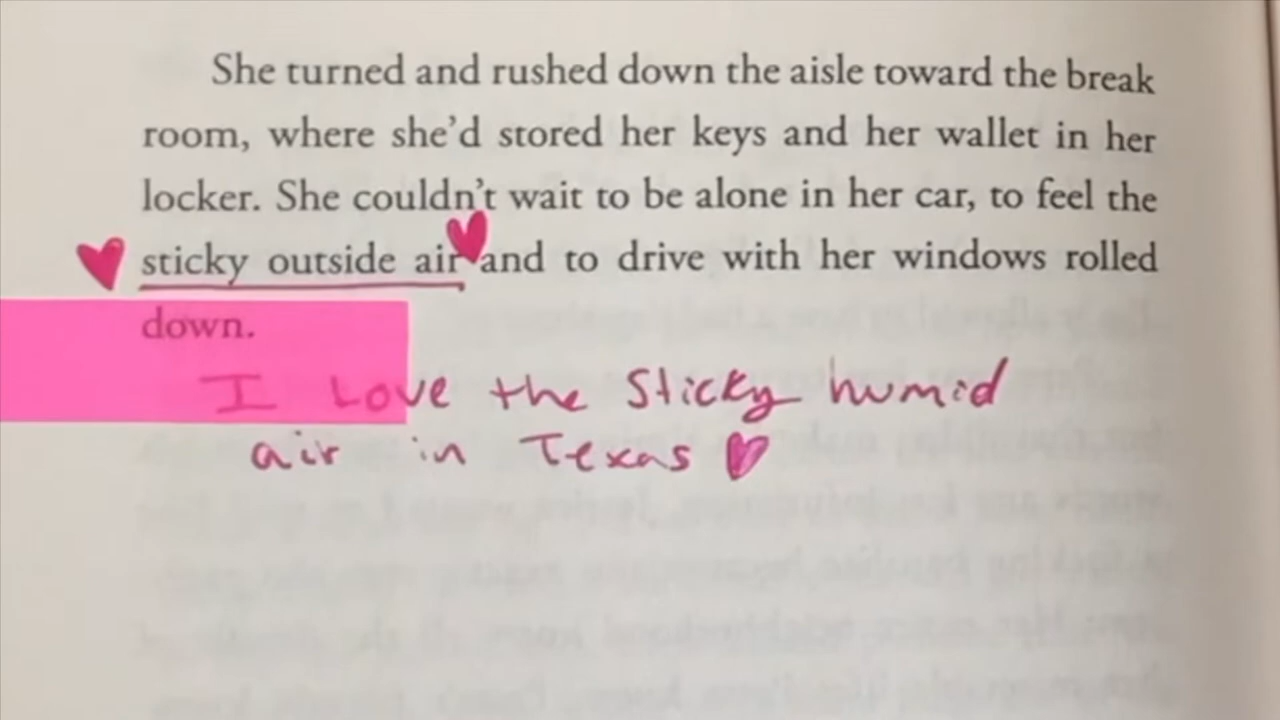 She turned and rushed down the aisle toward the break
room, where she’d stored her keys and her wallet in her
locker. She couldn’t wait to be alone in her car, to feel the
sticky outside air and to drive with her windows rolled
down.
I Love the Sticky humid
air in Texas